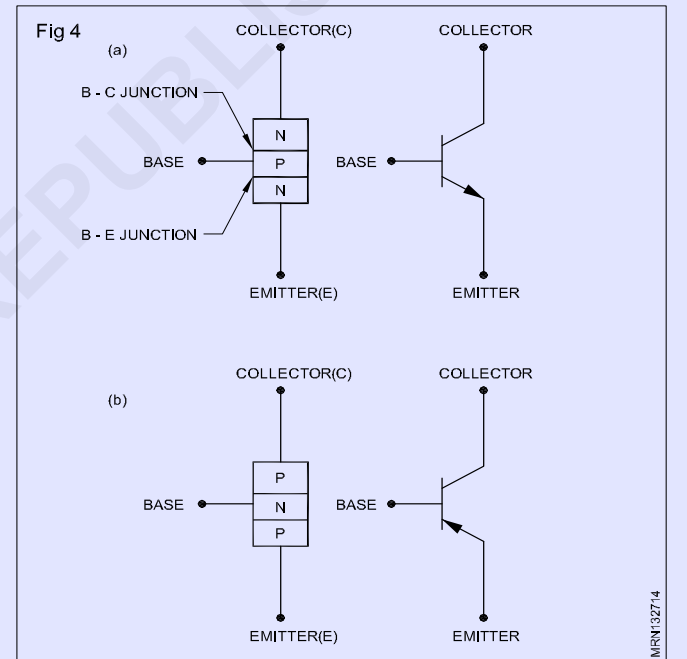 Fig 4
(a)
COLLECTOR(C)
COLLECTOR
B - C JUNCTION
N
BASE
P
BASE
N
B - E JUNCTION
EMITTER(E)
EMITTER
(b)
COLLECTOR(C)
COLLECTOR
P
BASE
N
BASE
P
EMITTER(E)
EMITTER
MRN132714